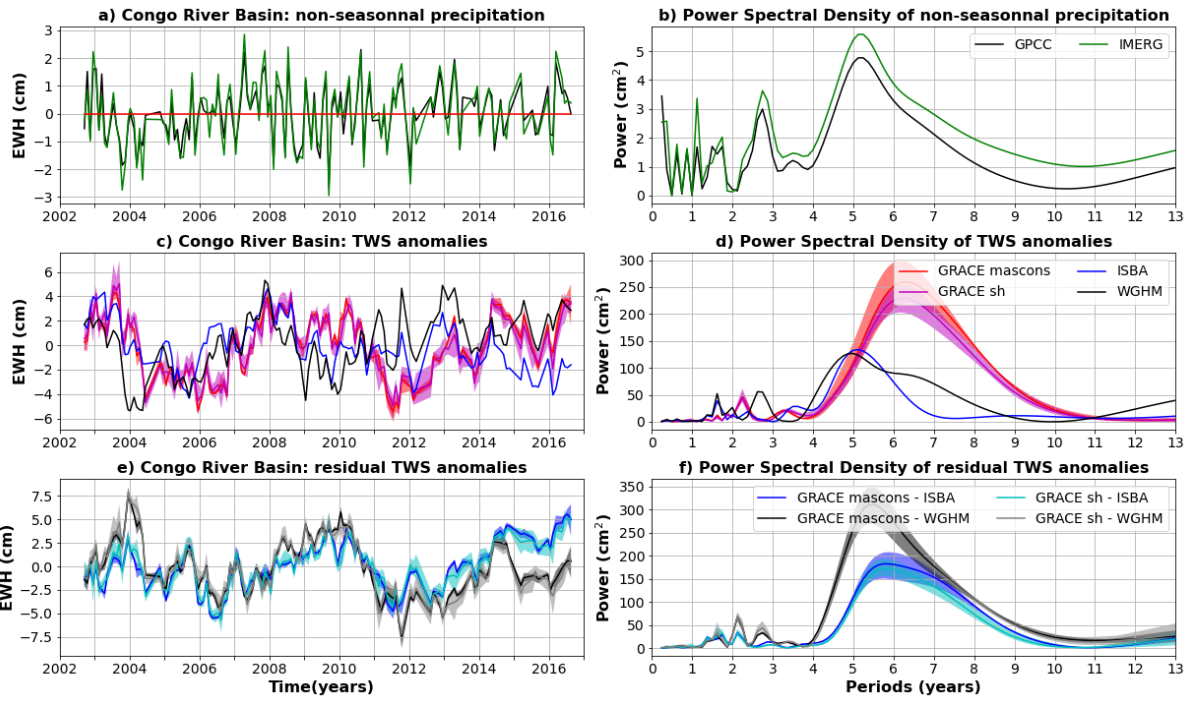 a) Congo River Basin: non-seasonnal precipitation
EWH (cm)
3
2
1
0
−1
−2
−3
2002 2004 2006 2008 2010 2012 2014 2016
b) Power Spectral Density of non-seasonnal precipitation
GPCC IMERG
Power (cm²)
5
4
3
2
1
0
0 1 2 3 4 5 6 7 8 9 10 11 12 13
c) Congo River Basin: TWS anomalies
EWH (cm)
6
4
2
0
−2
−4
−6
2002 2004 2006 2008 2010 2012 2014 2016
d) Power Spectral Density of TWS anomalies
GRACE mascons ISBA
GRACE sh WGHM
Power (cm²)
300
250
200
150
100
50
0
0 1 2 3 4 5 6 7 8 9 10 11 12 13
e) Congo River Basin: residual TWS anomalies
EWH (cm)
7.5
5.0
2.5
0.0
−2.5
−5.0
−7.5
2002 2004 2006 2008 2010 2012 2014 2016
Time(years)
f) Power Spectral Density of residual TWS anomalies
GRACE mascons - ISBA GRACE sh - ISBA
GRACE mascons - WGHM GRACE sh - WGHM
Power (cm²)
350
300
250
200
150
100
50
0
0 1 2 3 4 5 6 7 8 9 10 11 12 13
Periods (years)